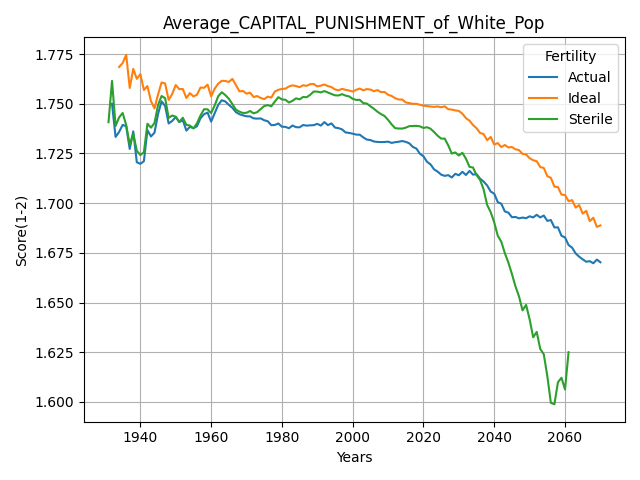 Average_CAPITAL_PUNISHMENT_of_White_Pop
Fertility
Actual
Ideal
Sterile
Score(1-2)
1.775
1.750
1.725
1.700
1.675
1.650
1.625
1.600
1940 1960 1980 2000 2020 2040 2060
Years